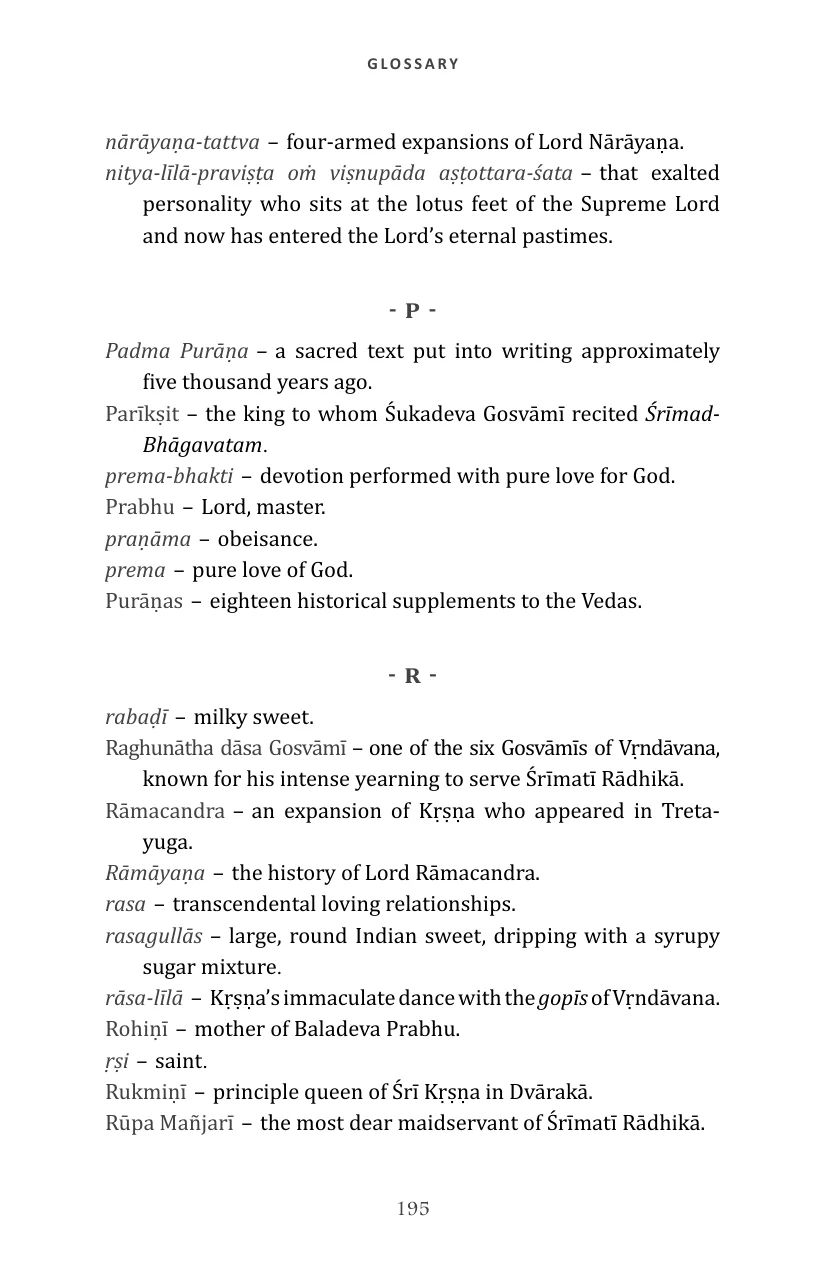 GLOSSARY
nārāyaṇa-tattva – four-armed expansions of Lord Nārāyaṇa.
nitya-līlā-praviṣṭa oṁ viṣnupāda aṣṭottara-śata – that exalted
personality who sits at the lotus feet of the Supreme Lord
and now has entered the Lord’s eternal pastimes.
- P -
Padma Purāṇa – a sacred text put into writing approximately
five thousand years ago.
Parīkṣit – the king to whom Śukadeva Gosvāmī recited Śrīmad-
Bhāgavatam.
prema-bhakti – devotion performed with pure love for God.
Prabhu – Lord, master.
praṇāma – obeisance.
prema – pure love of God.
Purāṇas – eighteen historical supplements to the Vedas.
- R -
rabaḍī – milky sweet.
Raghunātha dāsa Gosvāmī – one of the six Gosvāmīs of Vṛndāvana,
known for his intense yearning to serve Śrīmatī Rādhikā.
Rāmacandra – an expansion of Kṛṣṇa who appeared in Treta-
yuga.
Rāmāyaṇa – the history of Lord Rāmacandra.
rasa – transcendental loving relationships.
rasagullās – large, round Indian sweet, dripping with a syrupy
sugar mixture.
rāsa-līlā – Kṛṣṇa’s immaculate dance with the gopīs of Vṛndāvana.
Rohiṇī – mother of Baladeva Prabhu.
ṛṣi – saint.
Rukmiṇī – principle queen of Śrī Kṛṣṇa in Dvārakā.
Rūpa Mañjarī – the most dear maidservant of Śrīmatī Rādhikā.
195